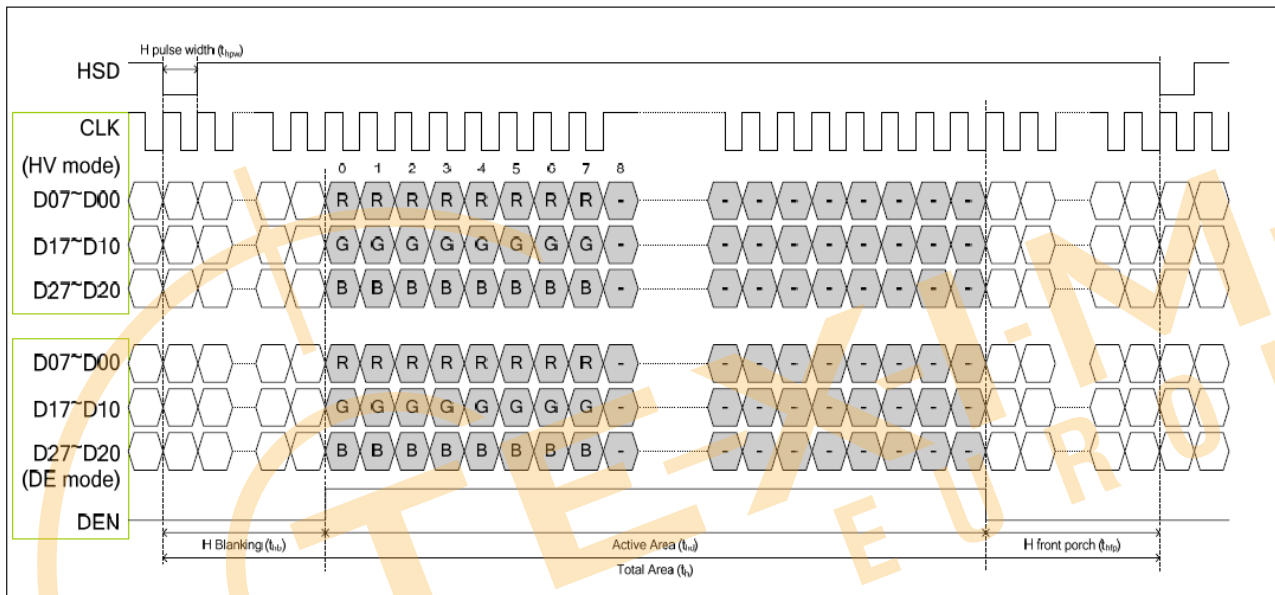 H pulse width (thpw)
HSD
CLK
(HV mode)
0 1 2 3 4 5 6 7 8
D07~D00
R R R R R R R R - - - - - - - - -
D17~D10
G G G G G G G G - - - - - - - - -
D27~D20
B B B B B B B B - - - - - - - - -
D07~D00
R R R R R R R R - - - - - - - - -
D17~D10
G G G G G G G G - - - - - - - - -
D27~D20
B B B B B B B B - - - - - - - - -
(DE mode)
DEN
H Blanking (thb)
Active Area (thd)
H front porch (thfp)
Total Area (th)
TEXIM
EURO